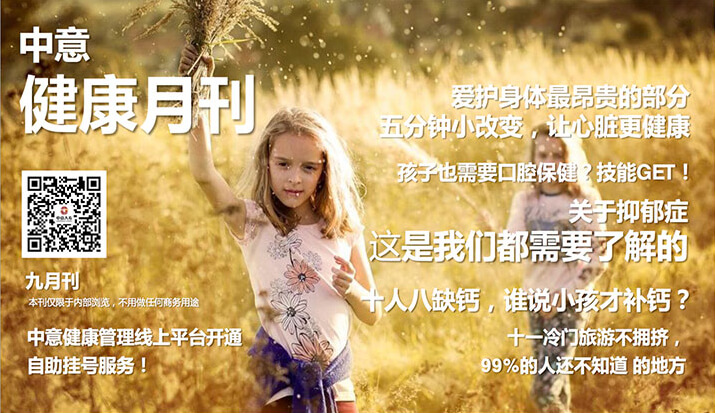 中意
健康月刊
爱护身体最昂贵的部分
五分钟小改变，让心脏更健康
孩子也需要口腔保健？技能GET！
关于抑郁症
这是我们都需要了解的
十人八缺钙，谁说小孩才补钙？
十一冷门旅游不拥挤，
99%的人还不知道 的地方
九月刊
本刊仅限于内部浏览，不用做任何商务用途
中意健康管理线上平台开通
自助挂号服务！